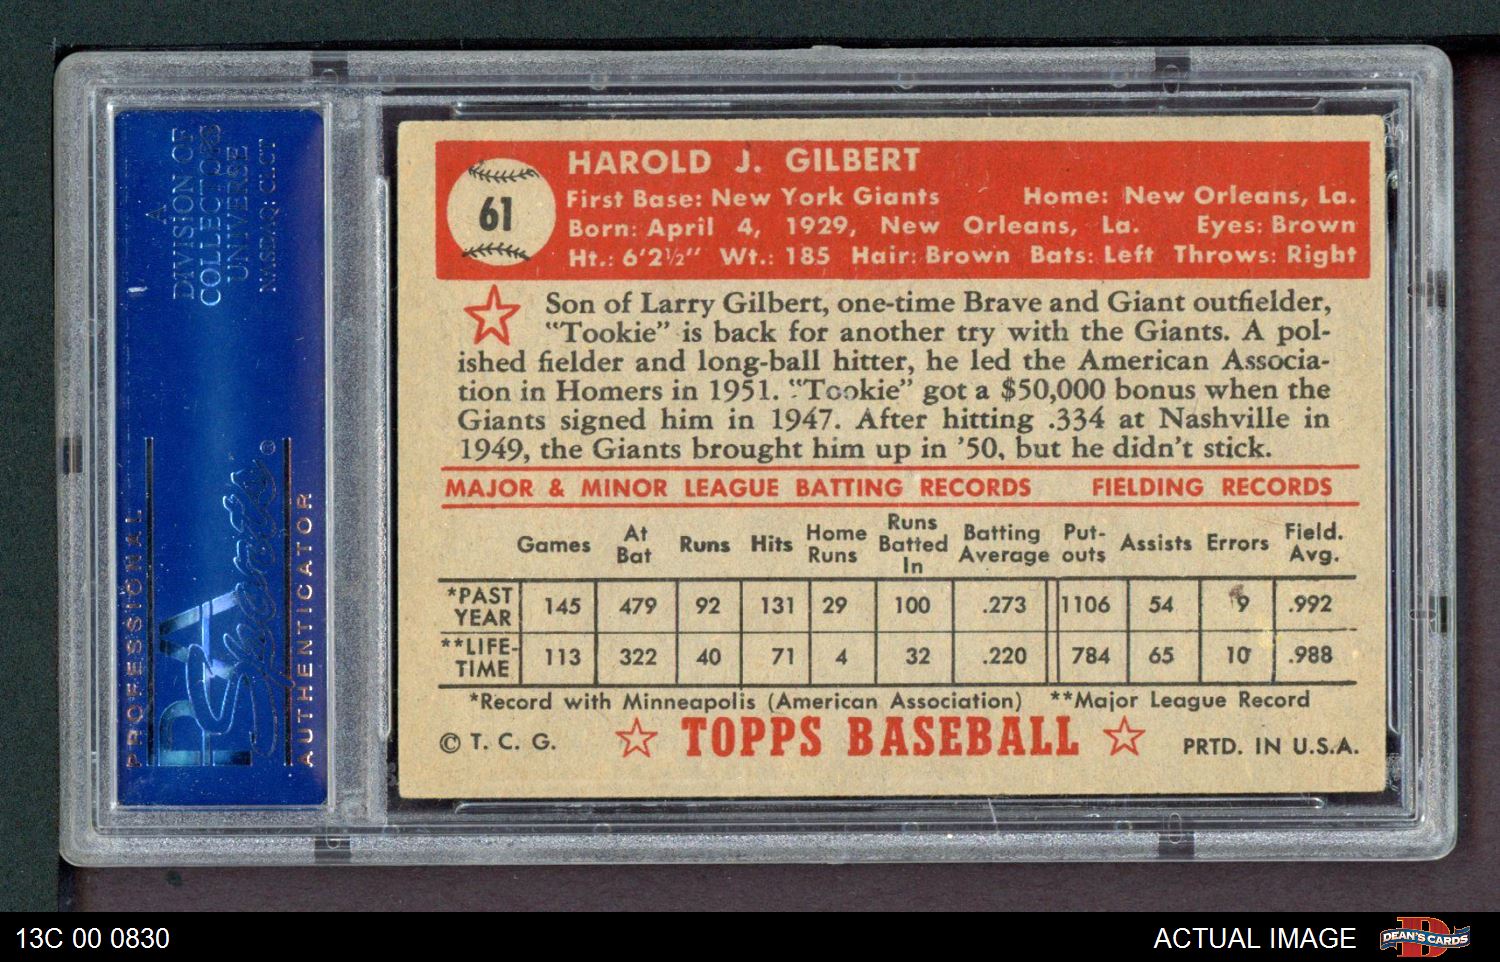 61
HAROLD J. GILBERT
First Base: New York Giants Home: New Orleans, La.
Born: April 4, 1929, New Orleans, La. Eyes: Brown
Ht.: 6'2½" Wt.: 185 Hair: Brown Bats: Left Throws: Right
Son of Larry Gilbert, one-time Brave and Giant outfielder,
"Tookie" is back for another try with the Giants. A pol-
ished fielder and long-ball hitter, he led the American Associa-
tion in Homers in 1951. "Tookie" got a $50,000 bonus when the
Giants signed him in 1947. After hitting .334 at Nashville in
1949, the Giants brought him up in '50, but he didn't stick.
MAJOR & MINOR LEAGUE BATTING RECORDS FIELDING RECORDS
Games At Bat Runs Hits Home Runs Runs Batted In Batting Average Put-outs Assists Errors Field. Avg.
*PAST YEAR 145 479 92 131 29 100 .273 1106 54 9 .992
**LIFE-TIME 113 322 40 71 4 32 .220 784 65 10 .988
*Record with Minneapolis (American Association) **Major League Record
© T. C. G. TOPPS BASEBALL PRTD. IN U.S.A.
A
DIVISION OF
COLLECTORS
UNIVERSE
NASDAQ: CLCT
PROFESSIONAL
PSA
Sports ®
AUTHENTICATOR
13C 00 0830
ACTUAL IMAGE
D
DEAN'S CARDS